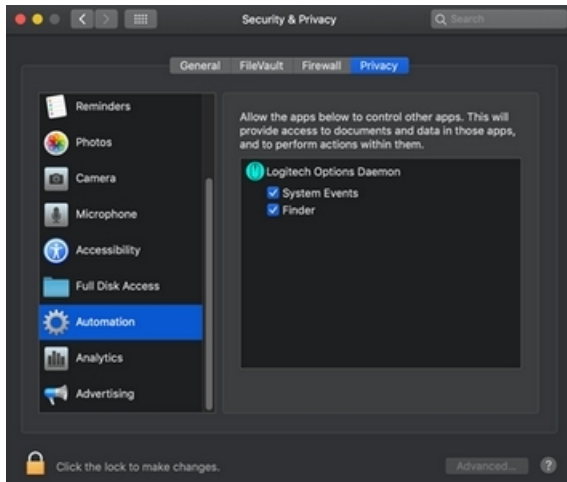 Security & Privacy
Search
General
FileVault
Firewall
Privacy
Reminders
Photos
Camera
Microphone
Accessibility
Full Disk Access
Automation
Analytics
Advertising
Allow the apps below to control other apps. This will
provide access to documents and data in those apps,
and to perform actions within them.
Logitech Options Daemon
System Events
Finder
Click the lock to make changes.
Advanced...
?